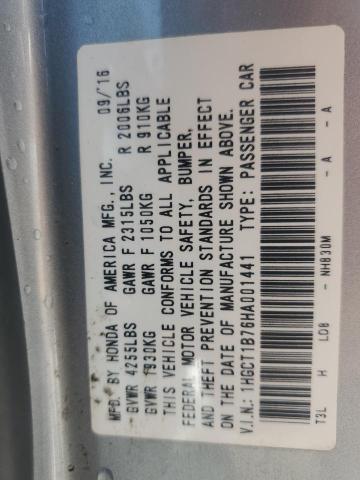 MFD. BY HONDA OF AMERICA MFG., INC. 09/'16
GVWR 4255LBS GAWR F 2315LBS R 2006LBS
GVWR 1930KG GAWR F 1050KG R 910KG
THIS VEHICLE CONFORMS TO ALL APPLICABLE
FEDERAL MOTOR VEHICLE SAFETY, BUMPER,
AND THEFT PREVENTION STANDARDS IN EFFECT
ON THE DATE OF MANUFACTURE SHOWN ABOVE.
V.I.N.: 1HGCT1B76HA001441 TYPE: PASSENGER CAR
T3L H LD8 - NH830M - A - A